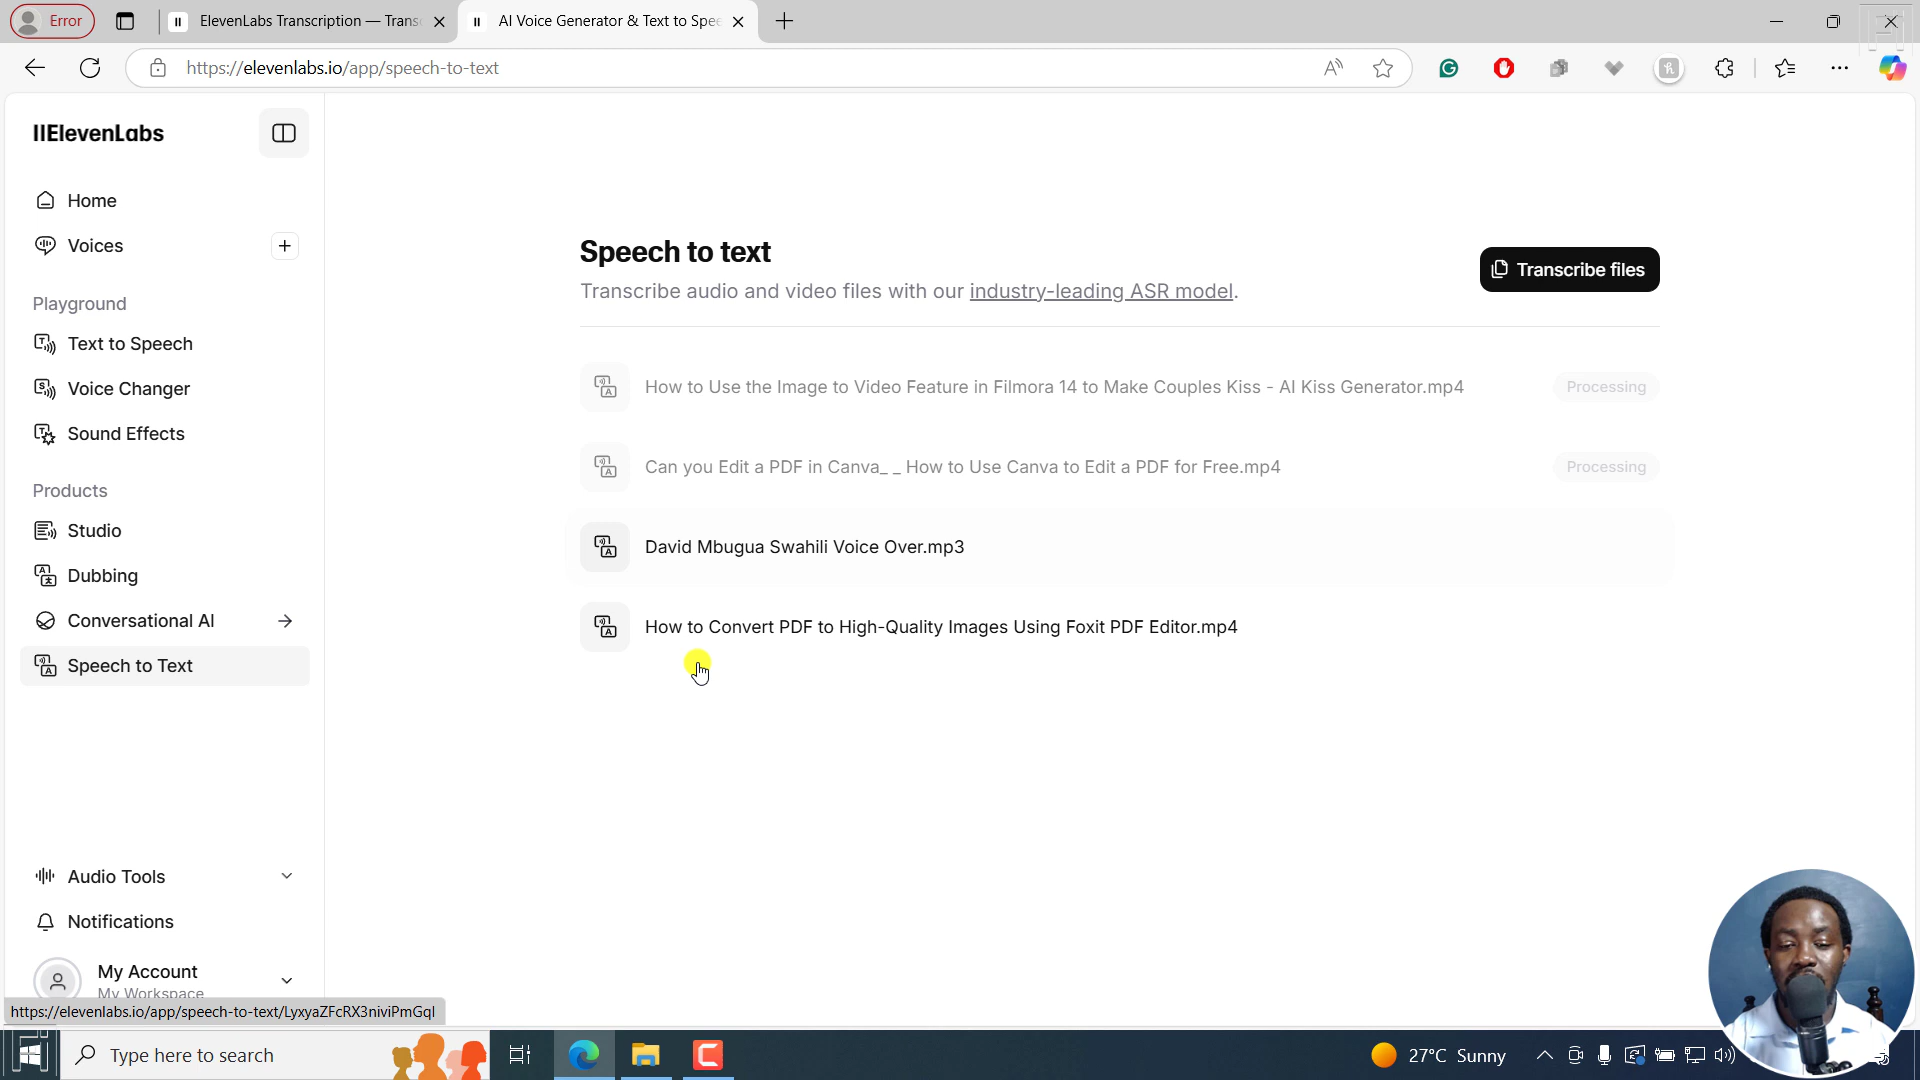 Error
ElevenLabs Transcription — Trans
AI Voice Generator & Text to Spee
https://elevenlabs.io/app/speech-to-text
IIElevenLabs
Home
Voices
Playground
Text to Speech
Voice Changer
Sound Effects
Products
Studio
Dubbing
Conversational AI
Speech to Text
Audio Tools
Notifications
My Account
My Workspace
Speech to text
Transcribe files
Transcribe audio and video files with our industry-leading ASR model.
How to Use the Image to Video Feature in Filmora 14 to Make Couples Kiss - AI Kiss Generator.mp4
Processing
Can you Edit a PDF in Canva_ _ How to Use Canva to Edit a PDF for Free.mp4
Processing
David Mbugua Swahili Voice Over.mp3
How to Convert PDF to High-Quality Images Using Foxit PDF Editor.mp4
https://elevenlabs.io/app/speech-to-text/LyxyaZFcRX3niviPmGqI
Type here to search
27°C Sunny